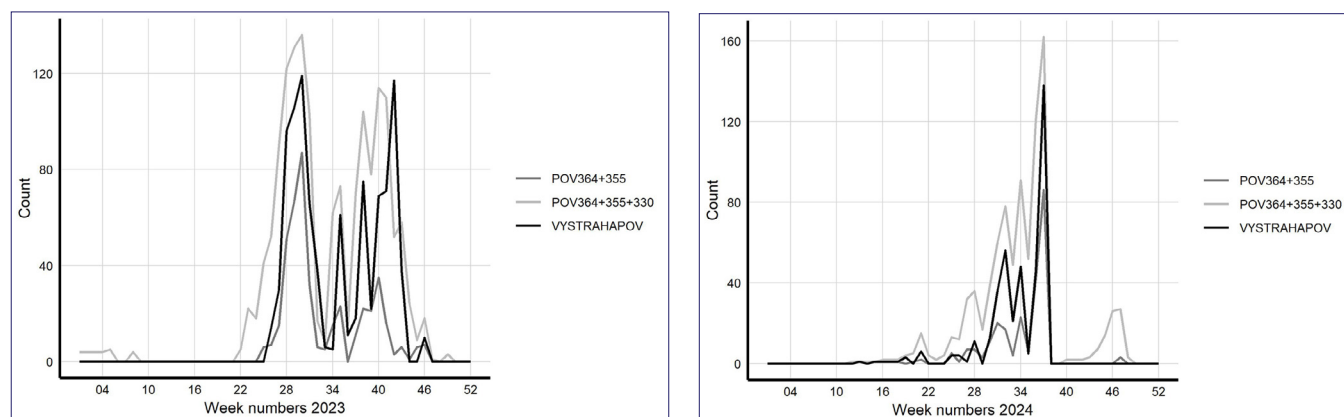 120
80
40
0
Count
04 10 16 22 28 34 40 46 52
Week numbers 2023
POV364+355
POV364+355+330
VYSTRAHAPOV
160
120
80
40
0
Count
04 10 16 22 28 34 40 46 52
Week numbers 2024
POV364+355
POV364+355+330
VYSTRAHAPOV